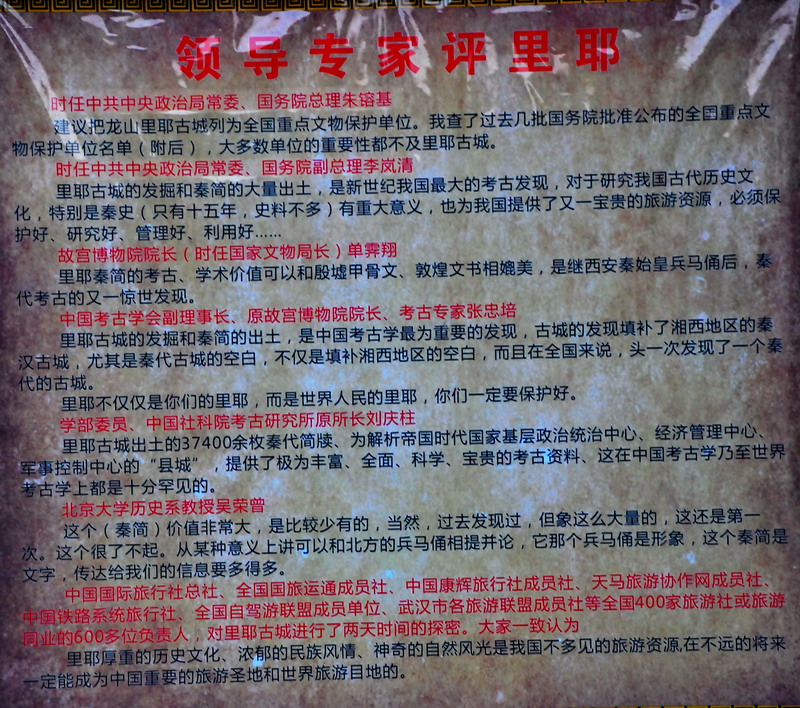 领导专家评里耶
时任中共中央政治局常委、国务院总理朱镕基
建议把龙山里耶古城列为全国重点文物保护单位。我查了过去几批国务院批准公布的全国重点文
物保护单位名单（附后），大多数单位的重要性都不及里耶古城。
时任中共中央政治局常委、国务院副总理李岚清
里耶古城的发掘和秦简的大量出土，是新世纪我国最大的考古发现，对于研究我国古代历史文
化，特别是秦史（只有十五年，史料不多）有重大意义，也为我国提供了又一宝贵的旅游资源，必须保
护好、研究好、管理好、利用好……
故宫博物院院长（时任国家文物局长）单霁翔
里耶秦简的考古、学术价值可以和殷墟甲骨文、敦煌文书相媲美，是继西安秦始皇兵马俑后，秦
代考古的又一惊世发现。
中国考古学会副理事长、原故宫博物院院长、考古专家张忠培
里耶古城的发掘和秦简的出土，是中国考古学最为重要的发现，古城的发现填补了湘西地区的秦
汉古城，尤其是秦代古城的空白，不仅是填补湘西地区的空白，而且在全国来说，头一次发现了一个秦
代的古城。
里耶不仅仅是你们的里耶，而是世界人民的里耶，你们一定要保护好。
学部委员、中国社科院考古研究所原所长刘庆柱
里耶古城出土的37400余枚秦代简牍、为解析帝国时代国家基层政治统治中心、经济管理中心、
军事控制中心的“县城”，提供了极为丰富、全面、科学、宝贵的考古资料、这在中国考古学乃至世界
考古学上都是十分罕见的。
北京大学历史系教授吴荣曾
这个（秦简）价值非常大，是比较少有的，当然，过去发现过，但象这么大量的，这还是第一
次。这个很了不起。从某种意义上讲可以和北方的兵马俑相提并论，它那个兵马俑是形象，这个秦简是
文字，传达给我们的信息要多得多。
中国国际旅行社总社、全国国旅运通成员社、中国康辉旅行社成员社、天马旅游协作网成员社、
中国铁路系统旅行社、全国自驾游联盟成员单位、武汉市各旅游联盟成员社等全国400家旅游社或旅游
同业的600多位负责人，对里耶古城进行了两天时间的探密。大家一致认为
里耶厚重的历史文化、浓郁的民族风情、神奇的自然风光是我国不多见的旅游资源,在不远的将来
一定能成为中国重要的旅游圣地和世界旅游目地的。